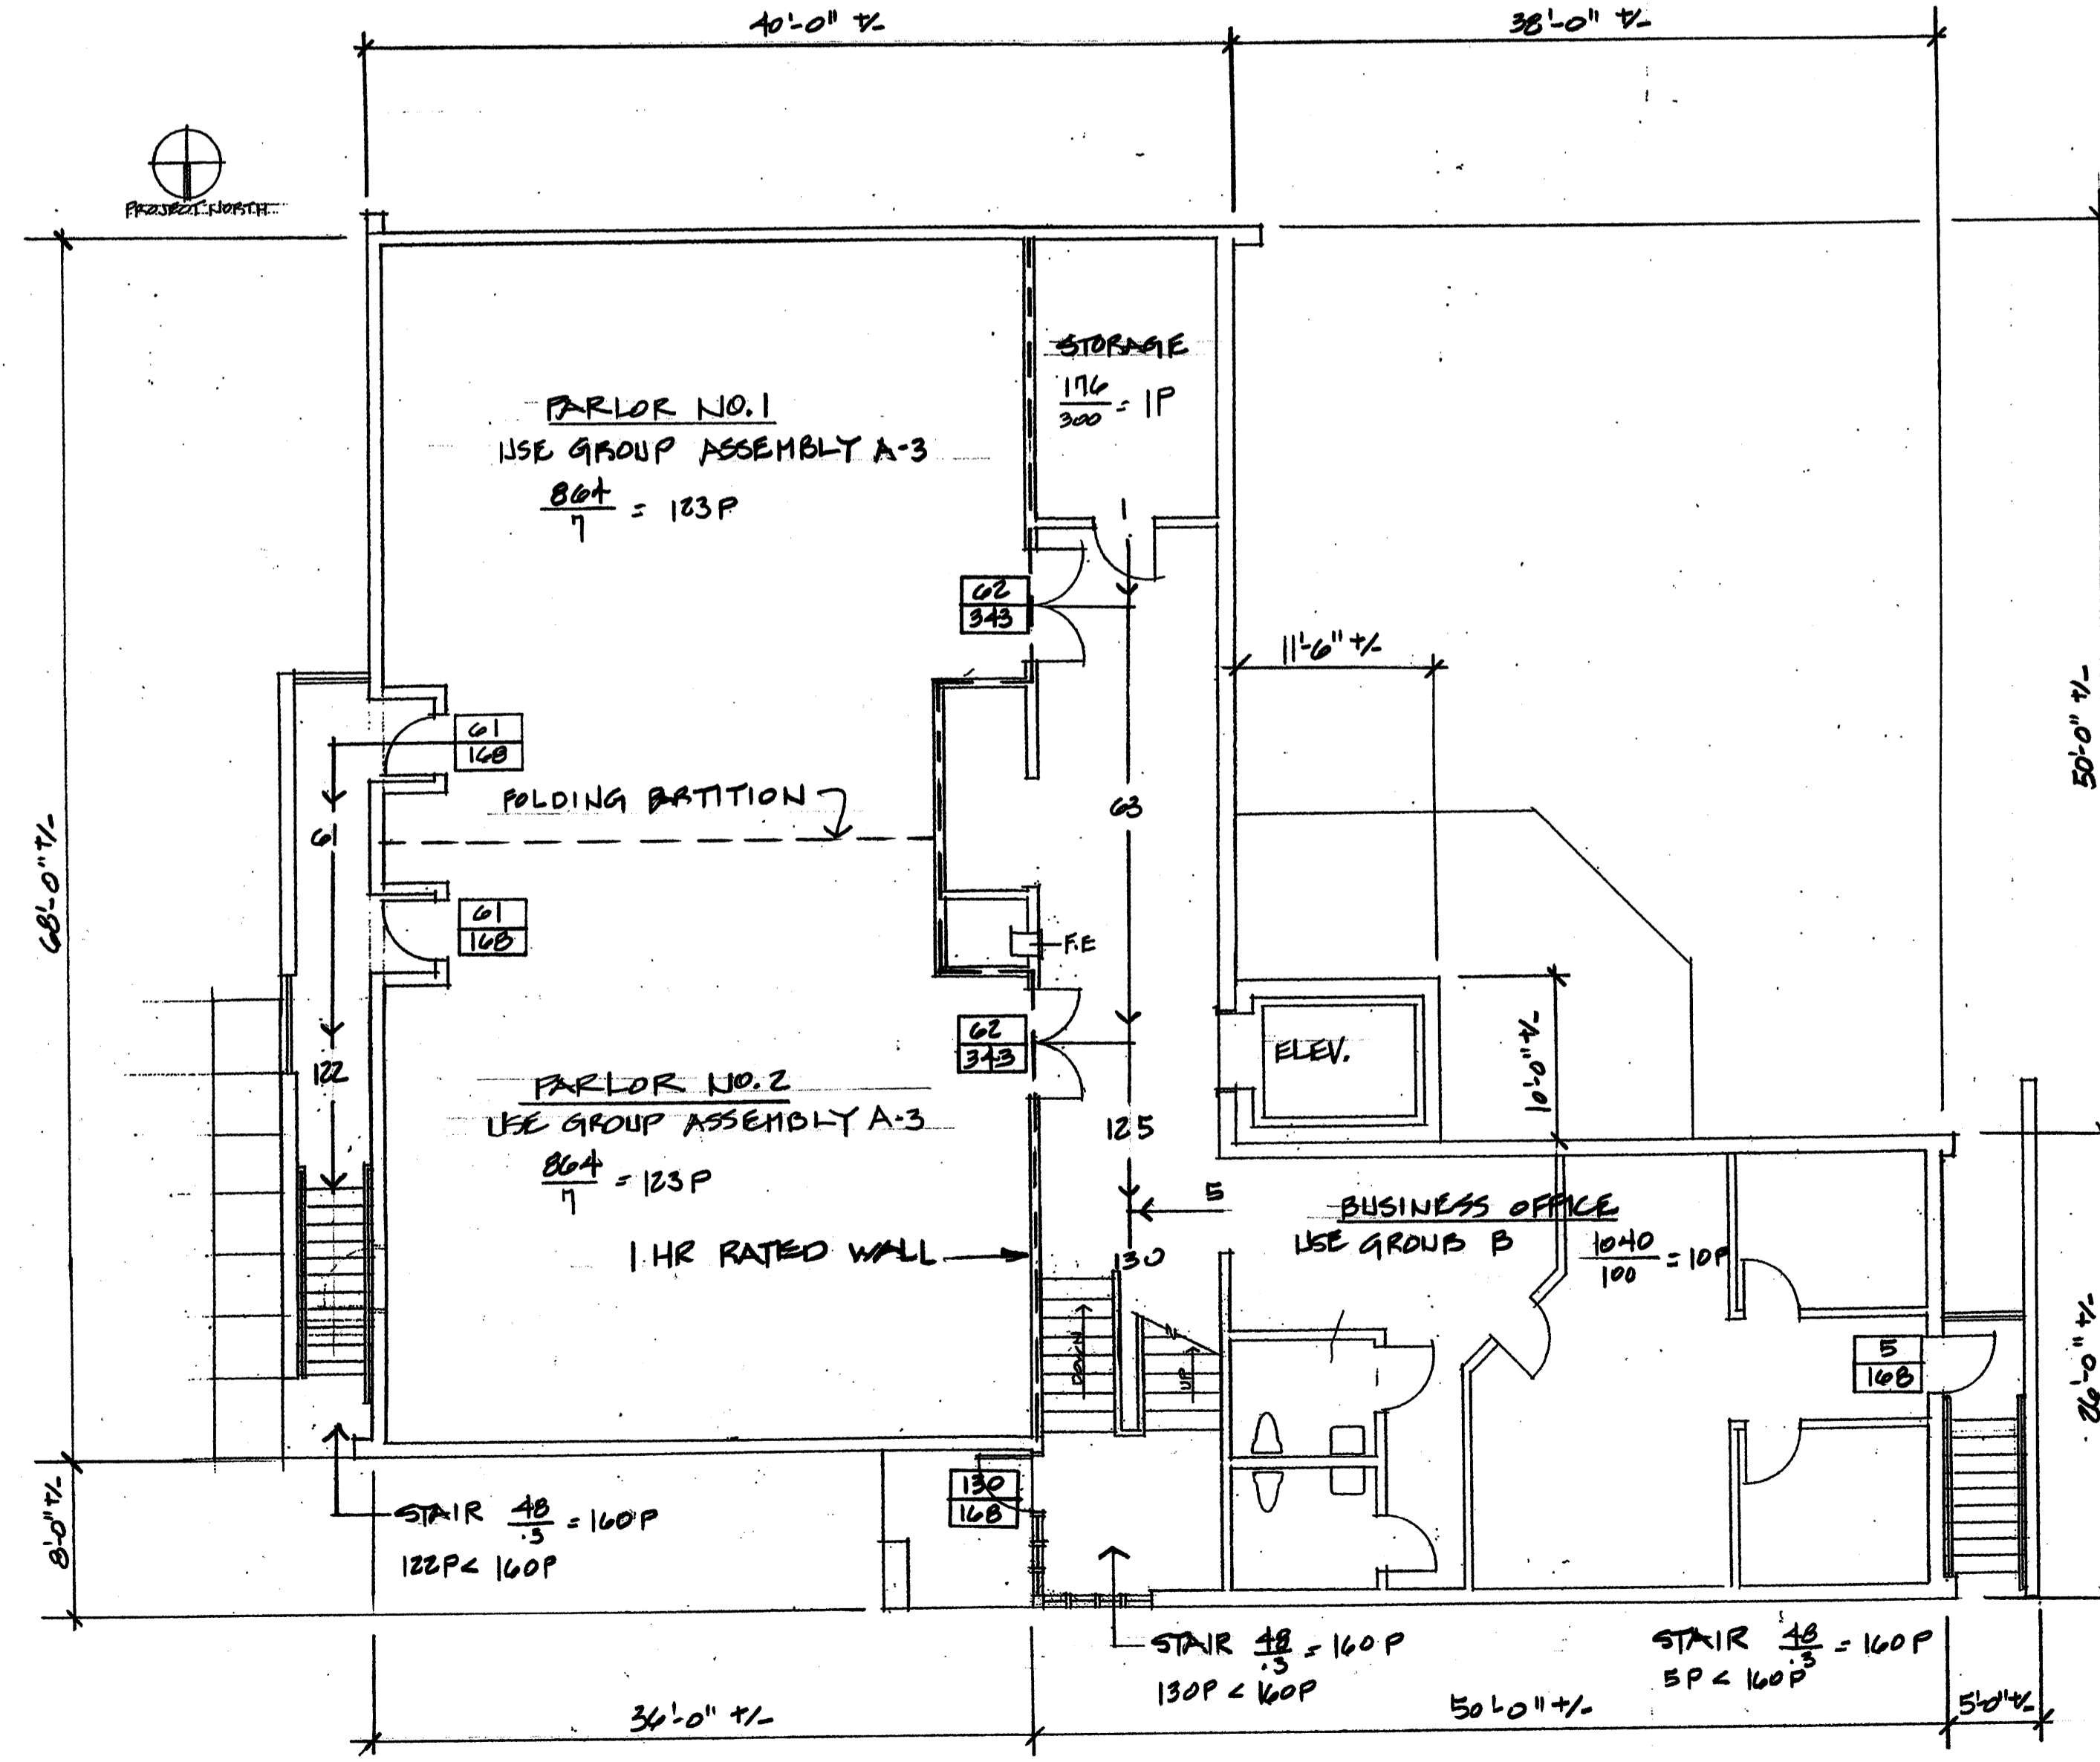 40'-0" +/-
38'-0" +/-
PROJECT NORTH
STORAGE
176
300 = 1P
PARLOR NO. 1
USE GROUP ASSEMBLY A-3
864
7 = 123P
1
62
343
11'-6" +/-
50'-0" +/-
61
168
FOLDING PARTITION
63
61
68'-0" +/-
61
168
F.E
62
343
ELEV.
10'-0" +/-
122
PARLOR NO. 2
USE GROUP ASSEMBLY A-3
864
7 = 123P
125
5
BUSINESS OFFICE
USE GROUP B
1040
100 = 10P
1 HR RATED WALL
130
DOWN
UP
5
168
26'-0" +/-
130
168
8'-0" +/-
STAIR 48
.3 = 160P
122P < 160P
STAIR 48
.3 = 160P
130P < 160P
STAIR 48
.3 = 160P
5P < 160P
36'-0" +/-
50'-0" +/-
5'-0" +/-